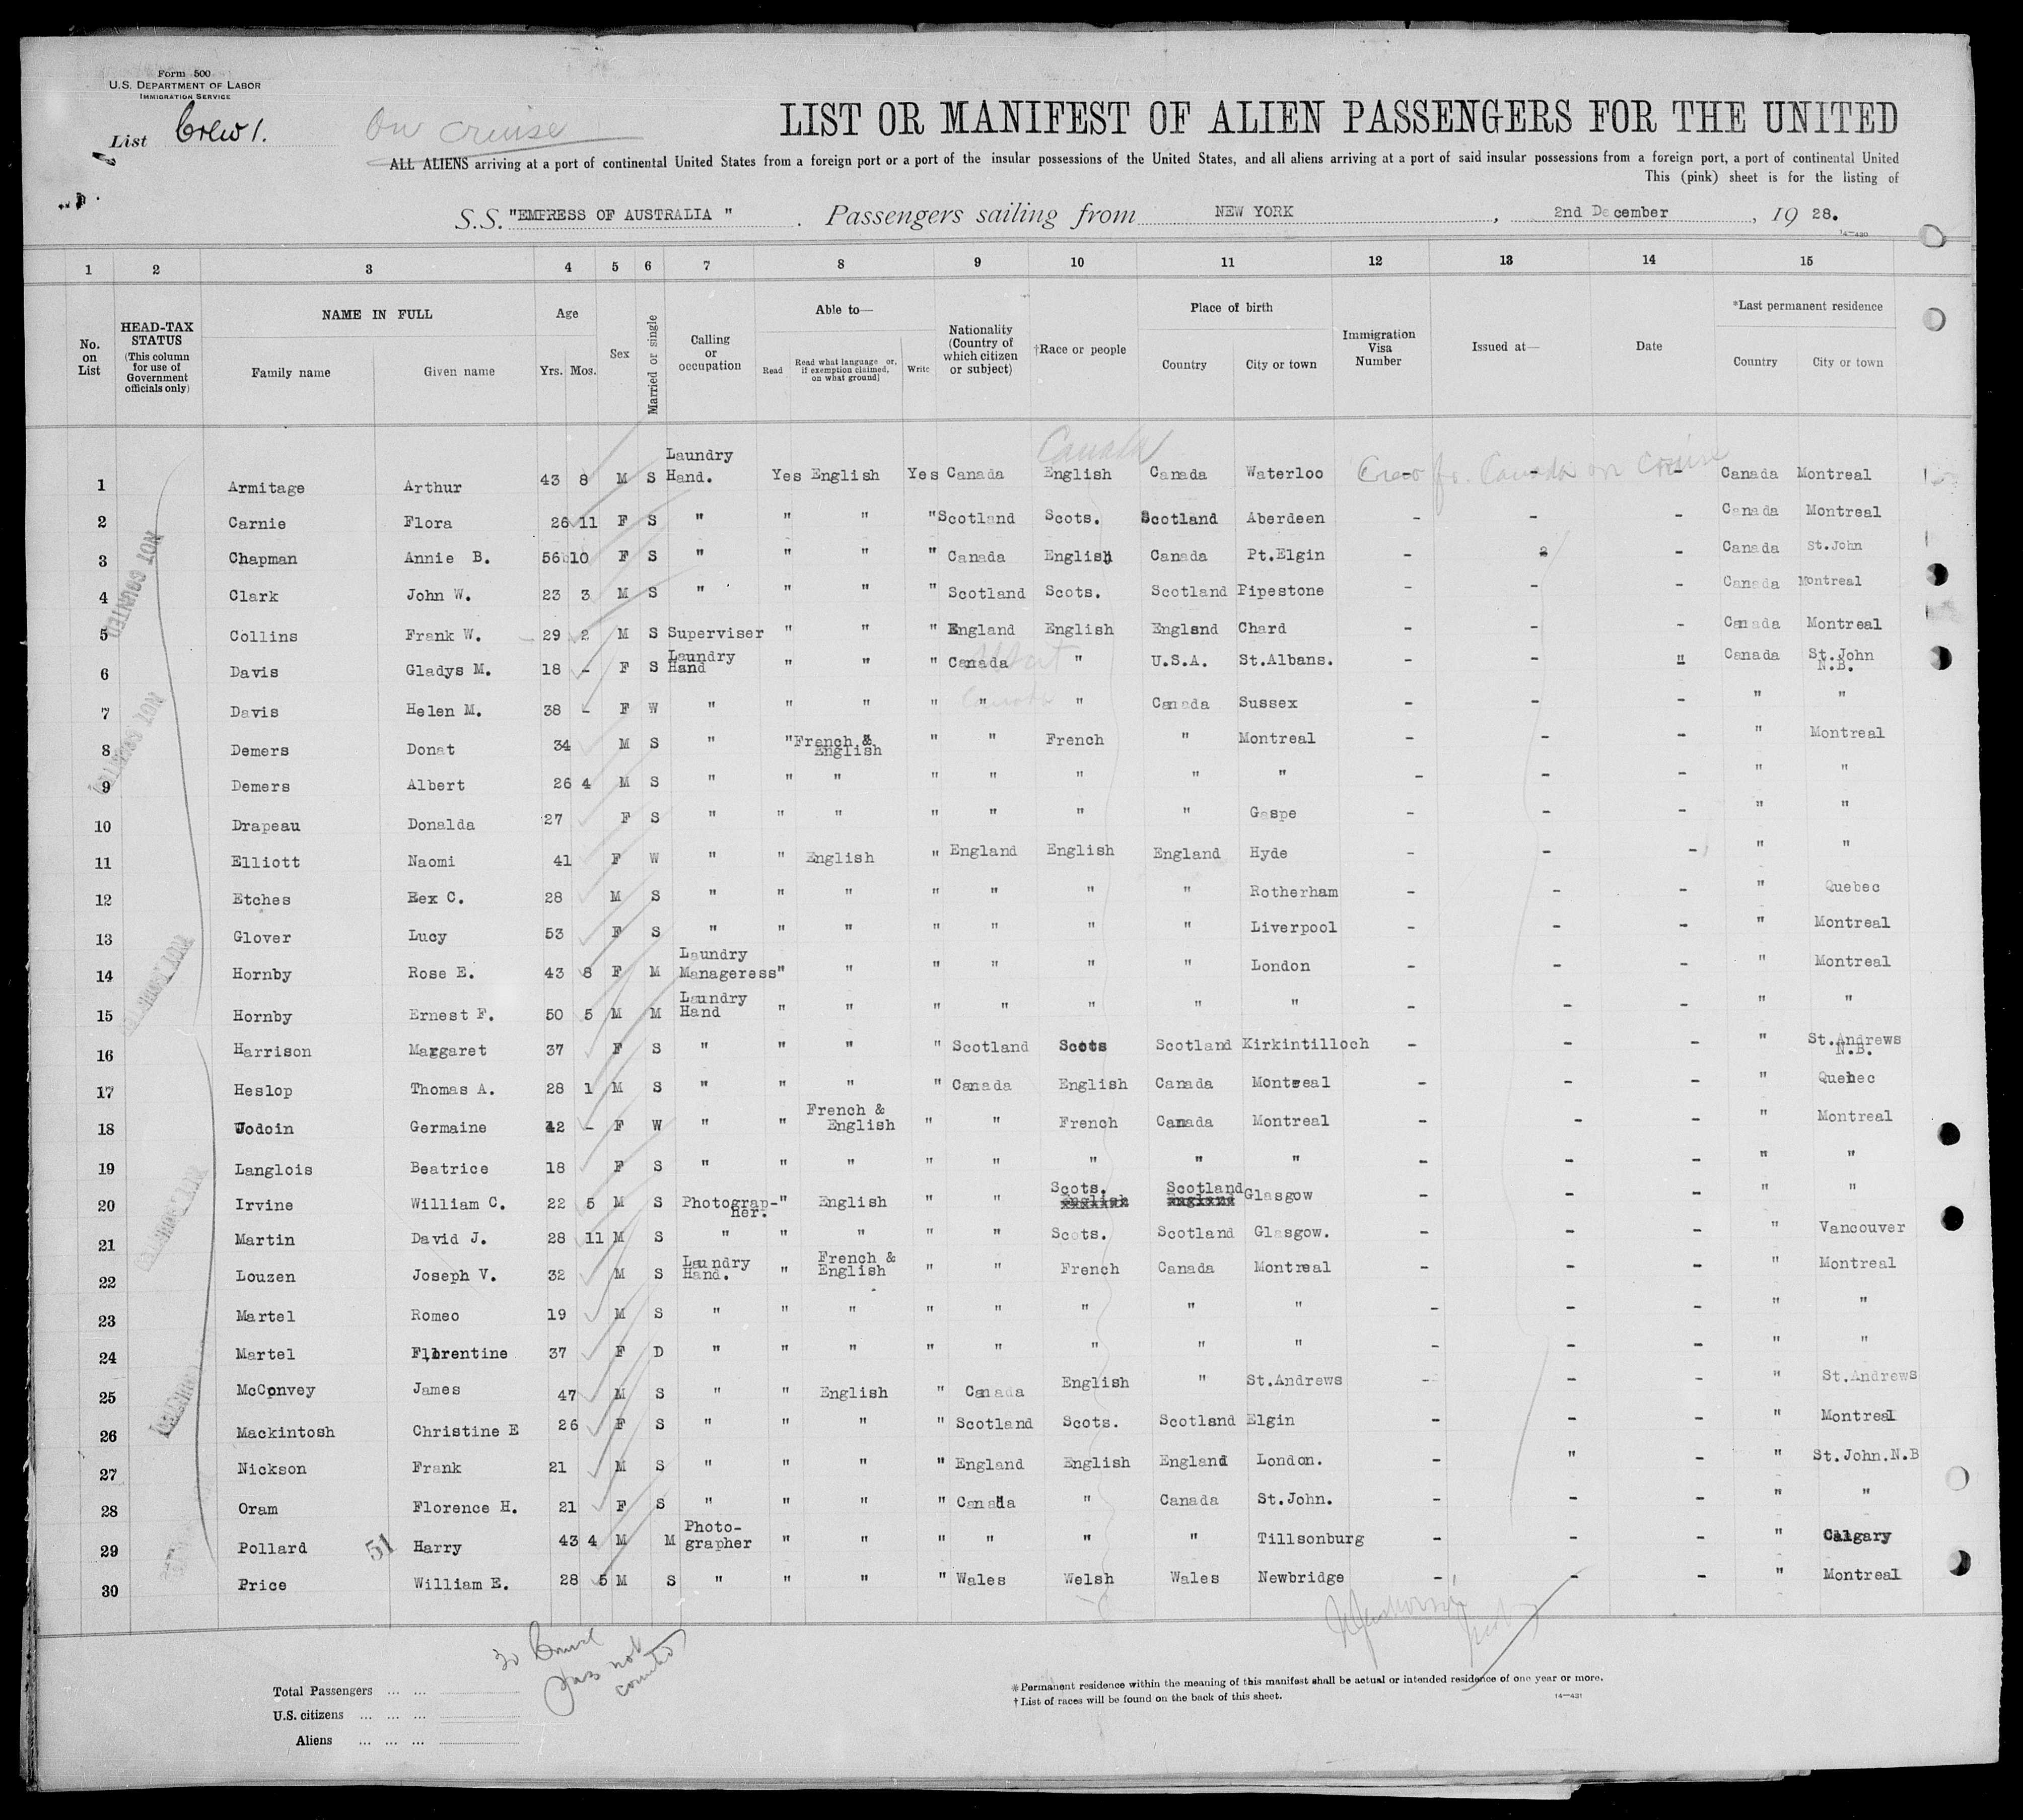 Form 500
U.S. DEPARTMENT OF LABOR
IMMIGRATION SERVICE
List Crew 1.
On cruise
LIST OR MANIFEST OF ALIEN PASSENGERS FOR THE UNITED
ALL ALIENS arriving at a port of continental United States from a foreign port or a port of the insular possessions of the United States, and all aliens arriving at a port of said insular possessions from a foreign port, a port of continental United
This (pink) sheet is for the listing of
S.S. "EMPRESS OF AUSTRALIA " . Passengers sailing from NEW YORK , 2nd December , 19 28.
14—420
1 2 3 4 5 6 7 8 9 10 11 12 13 14 15
No. on List
HEAD-TAX STATUS (This column for use of Government officials only)
NAME IN FULL
Family name Given name
Age
Yrs. Mos.
Sex
Married or single
Calling or occupation
Able to—
Read Read what language or, if exemption claimed, on what ground) Write
Nationality (Country of which citizen or subject)
†Race or people
Place of birth
Country City or town
Immigration Visa Number
Issued at—
Date
*Last permanent residence
Country City or town
Canada
1 Armitage Arthur 43 8 M S Laundry Hand. Yes English Yes Canada English Canada Waterloo - - - Canada Montreal
2 Carnie Flora 26 11 F S " " " " Scotland Scots. Scotland Aberdeen - - - Canada Montreal
3 Chapman Annie B. 56 10 F S " " " " Canada English Canada Pt.Elgin - - Canada St.John
4 Clark John W. 23 3 M S " " " " Scotland Scots. Scotland Pipestone - - - Canada Montreal
5 Collins Frank W. 29 2 M S Superviser " " " England English England Chard - - - Canada Montreal
6 Davis Gladys M. 18 - F S Laundry Hand " " " Canada " U.S.A. St.Albans. - - " Canada St.John N.B.
7 Davis Helen M. 38 - F W " " " " " " Canada Sussex - - - " "
8 Demers Donat 34 M S " " French & English " " French " Montreal - - - " Montreal
9 Demers Albert 26 4 M S " " " " " " " " - - - " "
10 Drapeau Donalda 27 F S " " " " " " " Gaspe - - - " "
11 Elliott Naomi 41 F W " " English " England English England Hyde - - - " "
12 Etches Rex C. 28 M S " " " " " " " Rotherham - - - " Quebec
13 Glover Lucy 53 F S " " " " " " " Liverpool - - - " Montreal
14 Hornby Rose E. 43 8 F M Laundry Manageress " " " " " " London - - - " Montreal
15 Hornby Ernest F. 50 5 M M Laundry Hand " " " " " " " - - - " "
16 Harrison Margaret 37 F S " " " " Scotland Scots Scotland Kirkintilloch - - - " St.Andrews N.B.
17 Heslop Thomas A. 28 1 M S " " " " Canada English Canada Montreal - - - " Quebec
18 Jodoin Germaine 42 - F W " " French & English " " French Canada Montreal - - - " Montreal
19 Langlois Beatrice 18 F S " " " " " " " " - - - " "
20 Irvine William C. 22 5 M S Photograp-her. " English " " Scots. English Scotland England Glasgow - - - " "
21 Martin David J. 28 11 M S " " " " " Scots. Scotland Glasgow. - - - " Vancouver
22 Louzen Joseph V. 32 M S Laundry Hand. " French & English " " French Canada Montreal - - - " Montreal
23 Martel Romeo 19 M S " " " " " " " " - - - " "
24 Martel Florentine 37 F D " " " " " " " " - - - " "
25 McConvey James 47 M S " " English " Canada English " St.Andrews - - - " St.Andrews
26 Mackintosh Christine E 26 F S " " " " Scotland Scots. Scotland Elgin - - - " Montreal
27 Nickson Frank 21 M S " " " " England English England London. - " - " St.John.N.B
28 Oram Florence H. 21 F S " " " " Canada " Canada St.John. - - - " "
29 Pollard 51 Harry 43 4 M M Photo-grapher " " " " " " Tillsonburg - - - " Calgary
30 Price William E. 28 5 M S " " " " Wales Welsh Wales Newbridge - - - " Montreal
NOT COUNTED
NOT COUNTED
NOT COUNTED
NOT COUNTED
30
not
Total Passengers ... ...
U.S. citizens ... ... ...
Aliens ... ... ...
*Permanent residence within the meaning of this manifest shall be actual or intended residence of one year or more.
†List of races will be found on the back of this sheet.
14—421